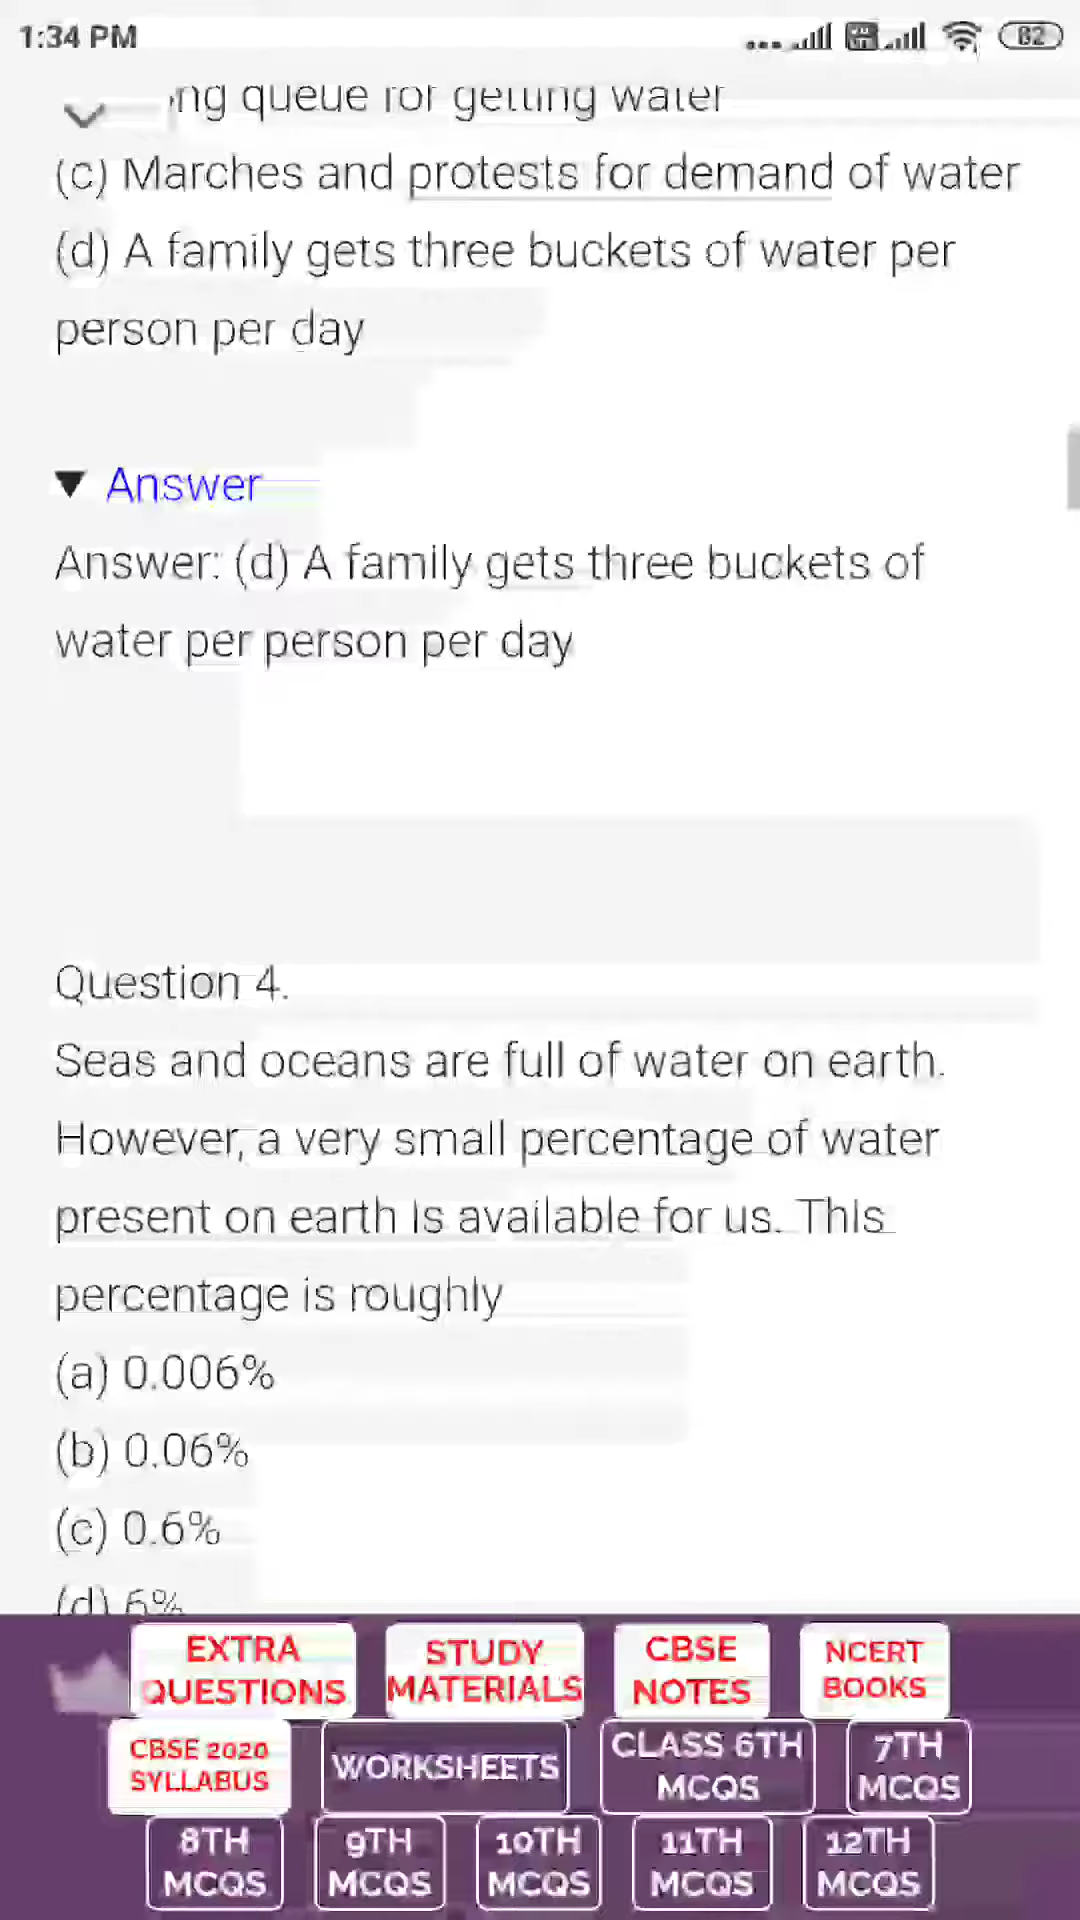 1:34 PM
82
ng queue for getting water
(c) Marches and protests for demand of water
(d) A family gets three buckets of water per
person per day
Answer
Answer: (d) A family gets three buckets of
water per person per day
Question 4.
Seas and oceans are full of water on earth.
However, a very small percentage of water
present on earth is available for us. This
percentage is roughly
(a) 0.006%
(b) 0.06%
(c) 0.6%
(d) 6%
EXTRA QUESTIONS
STUDY MATERIALS
CBSE NOTES
NCERT BOOKS
CBSE 2020 SYLLABUS
WORKSHEETS
CLASS 6TH MCQS
7TH MCQS
8TH MCQS
9TH MCQS
10TH MCQS
11TH MCQS
12TH MCQS